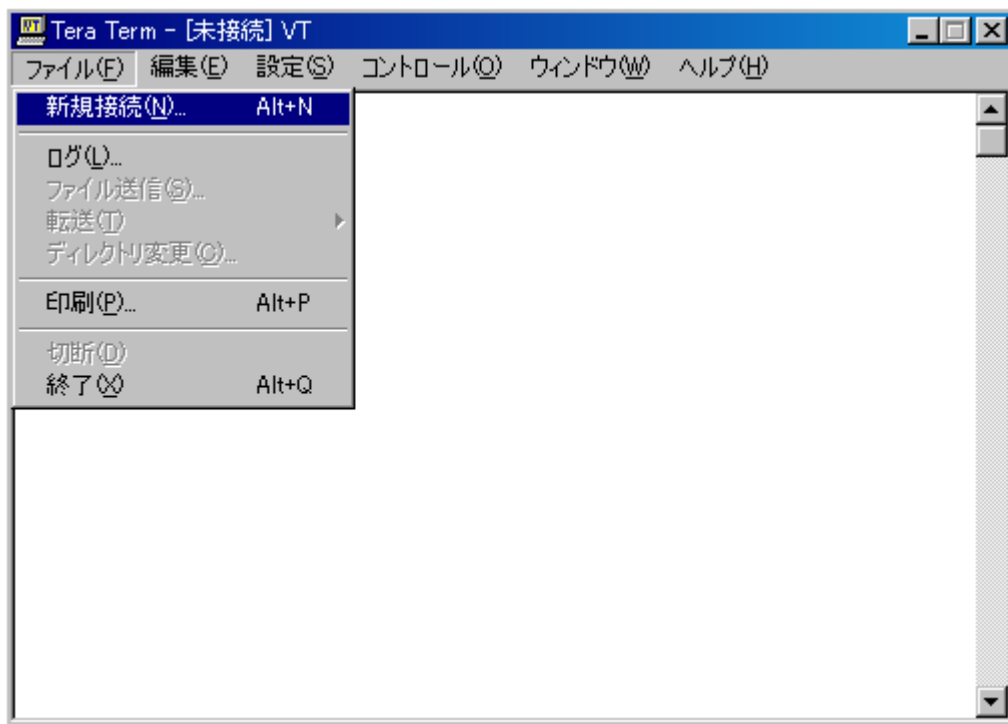 Tera Term - [未接続] VT
ファイル(F) 編集(E) 設定(S) コントロール(O) ウィンドウ(W) ヘルプ(H)
新規接続(N)... Alt+N
ログ(L)...
ファイル送信(S)...
転送(T)
ディレクトリ変更(C)...
印刷(P)... Alt+P
切断(D)
終了(X) Alt+Q